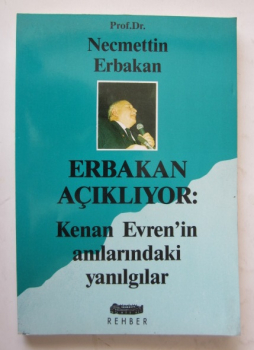 Prof.Dr.
Necmettin
Erbakan
ERBAKAN
AÇIKLIYOR:
Kenan Evren'in
anılarındaki
yanılgılar
REHBER